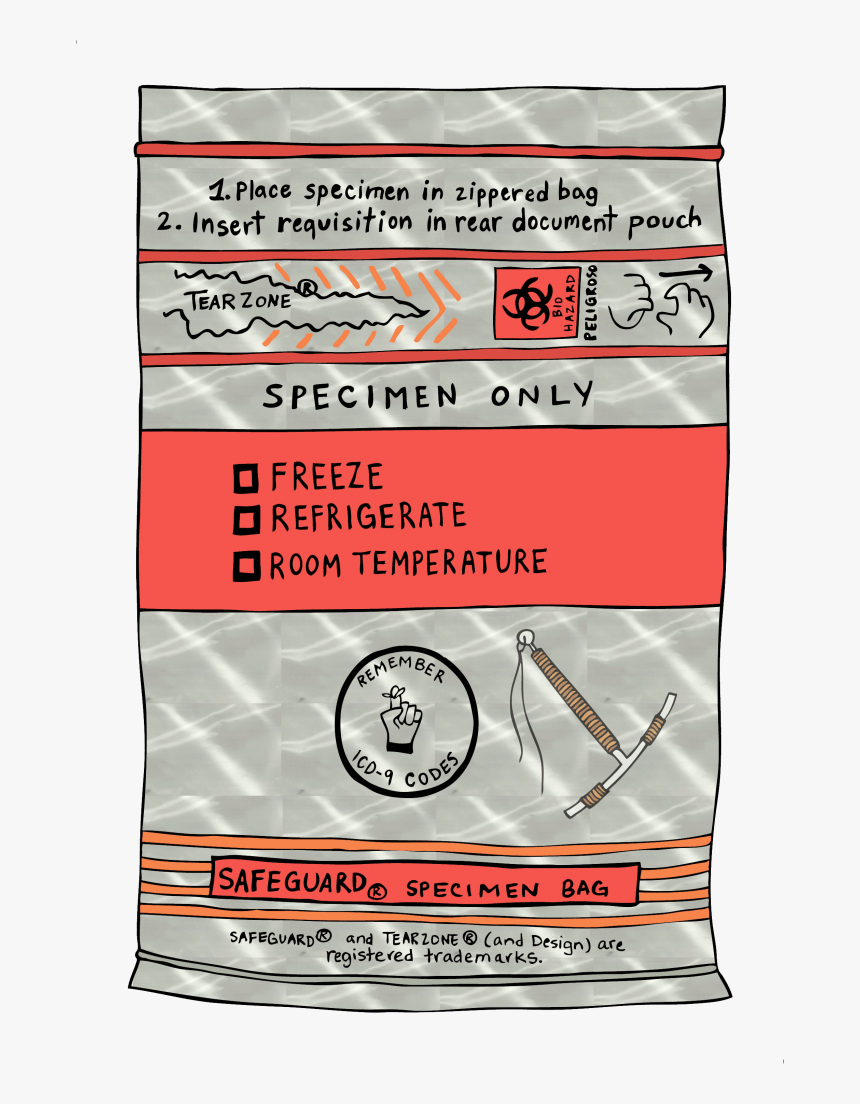 1. Place specimen in zippered bag
2. Insert requisition in rear document pouch
TEAR ZONE®
BIO
HAZARD
PELIGROSO
SPECIMEN ONLY
FREEZE
REFRIGERATE
ROOM TEMPERATURE
REMEMBER
ICD-9 CODES
SAFEGUARD® SPECIMEN BAG
SAFEGUARD® and TEARZONE® (and Design) are
registered trademarks.